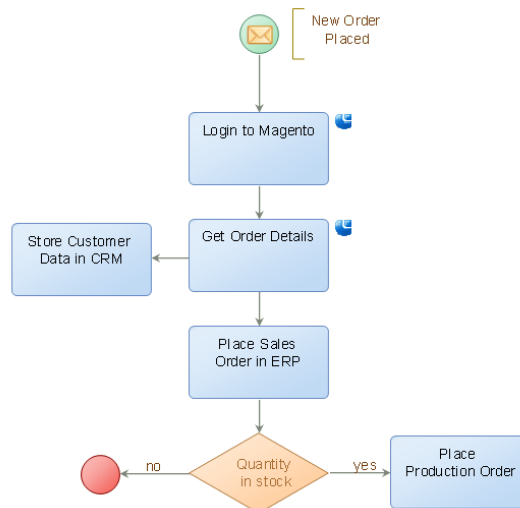 New Order
Placed
Login to Magento
Get Order Details
Store Customer
Data in CRM
Place Sales
Order in ERP
no
Quantity
in stock
yes
Place
Production Order